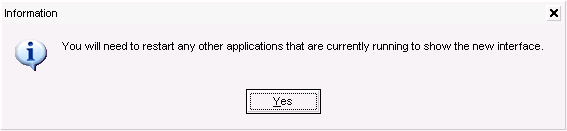 Information
You will need to restart any other applications that are currently running to show the new interface.
Yes